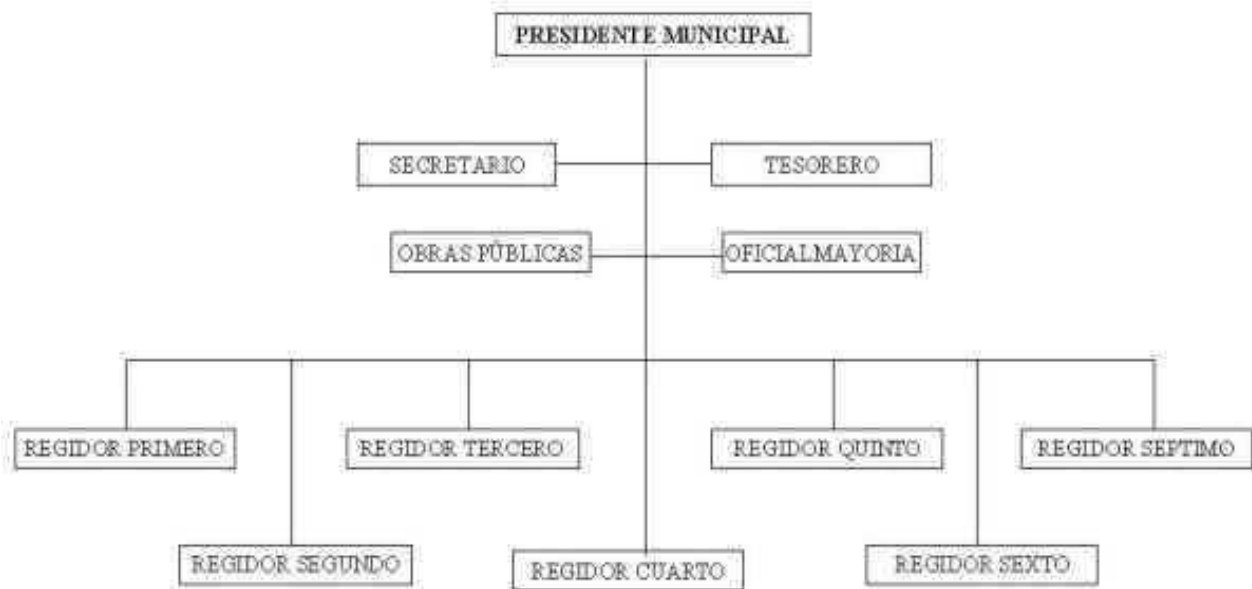 PRESIDENTE MUNICIPAL
SECRETARIO
TESORERO
OBRAS PÚBLICAS
OFICIALMAYORIA
REGIDOR PRIMERO
REGIDOR TERCERO
REGIDOR QUINTO
REGIDOR SEPTIMO
REGIDOR SEGUNDO
REGIDOR CUARTO
REGIDOR SEXTO